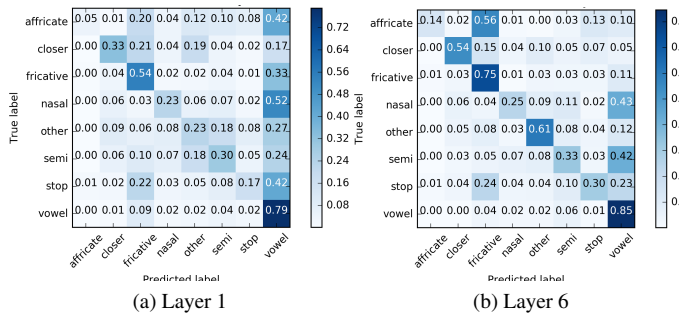 True label
affricate 0.05 0.01 0.20 0.04 0.12 0.10 0.08 0.42
closer 0.00 0.33 0.21 0.04 0.19 0.04 0.02 0.17
fricative 0.00 0.04 0.54 0.02 0.02 0.04 0.01 0.33
nasal 0.00 0.06 0.03 0.23 0.06 0.07 0.02 0.52
other 0.00 0.09 0.06 0.08 0.23 0.18 0.08 0.27
semi 0.00 0.06 0.10 0.07 0.18 0.30 0.05 0.24
stop 0.01 0.02 0.22 0.03 0.05 0.08 0.17 0.42
vowel 0.00 0.01 0.09 0.02 0.02 0.04 0.02 0.79
affricate closer fricative nasal other semi stop vowel
Predicted label
0.72
0.64
0.56
0.48
0.40
0.32
0.24
0.16
0.08
(a) Layer 1
True label
affricate 0.14 0.02 0.56 0.01 0.00 0.03 0.13 0.10
closer 0.00 0.54 0.15 0.04 0.10 0.05 0.07 0.05
fricative 0.01 0.03 0.75 0.01 0.03 0.03 0.03 0.11
nasal 0.00 0.06 0.04 0.25 0.09 0.11 0.02 0.43
other 0.00 0.05 0.08 0.03 0.61 0.08 0.04 0.12
semi 0.00 0.03 0.05 0.07 0.08 0.33 0.03 0.42
stop 0.01 0.04 0.24 0.04 0.04 0.10 0.30 0.23
vowel 0.00 0.01 0.04 0.02 0.02 0.06 0.01 0.85
affricate closer fricative nasal other semi stop vowel
Predicted label
(b) Layer 6